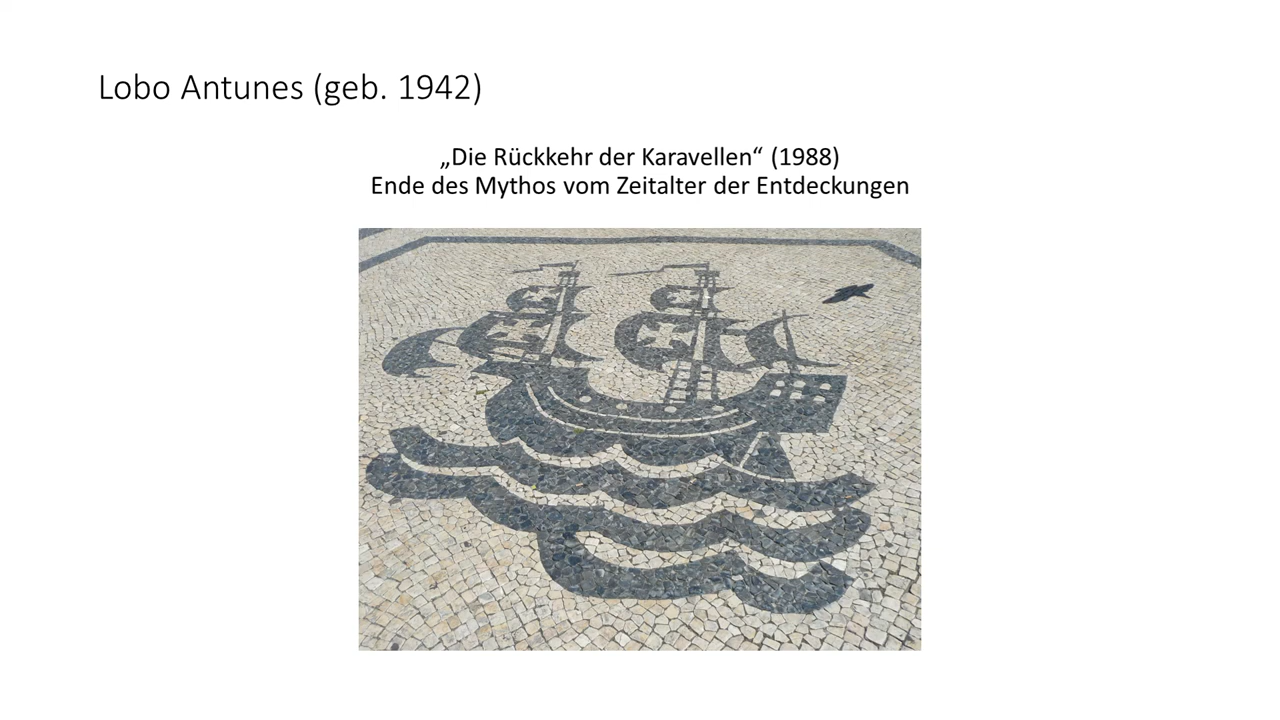 Lobo Antunes (geb. 1942)
„Die Rückkehr der Karavellen“ (1988)
Ende des Mythos vom Zeitalter der Entdeckungen